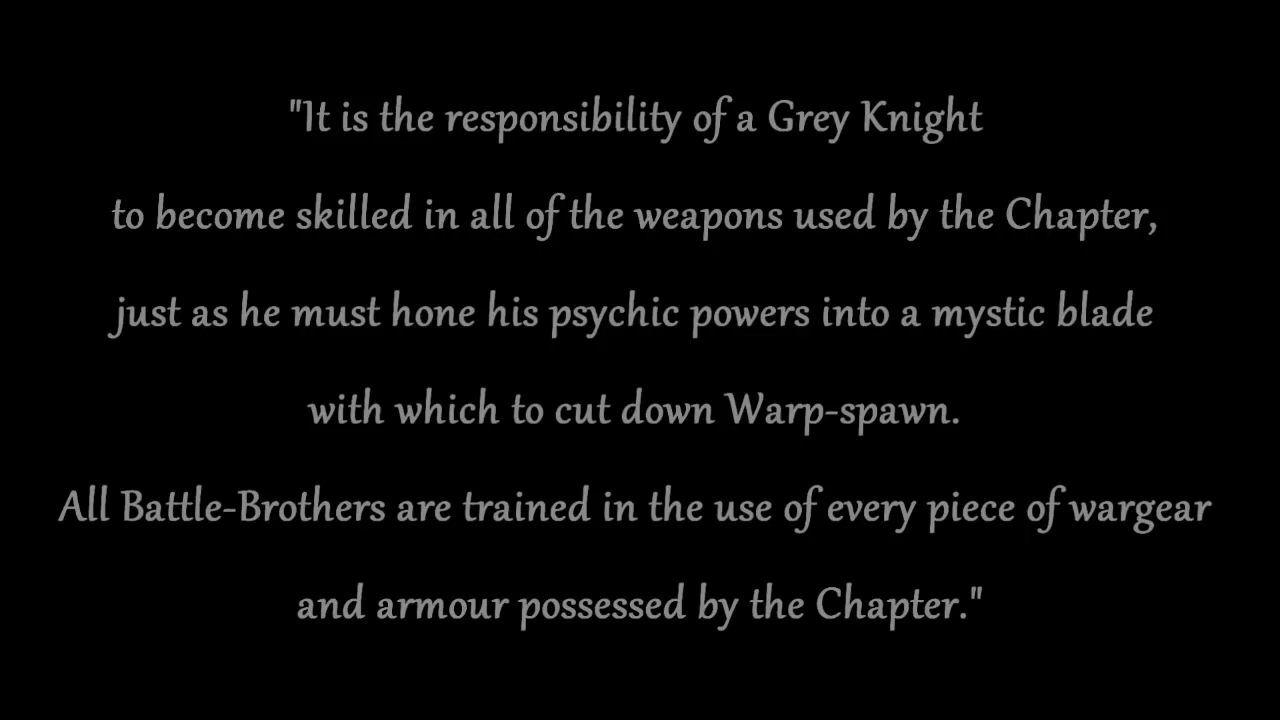 "It is the responsibility of a Grey Knight
to become skilled in all of the weapons used by the Chapter,
just as he must hone his psychic powers into a mystic blade
with which to cut down Warp-spawn.
All Battle-Brothers are trained in the use of every piece of wargear
and armour possessed by the Chapter."